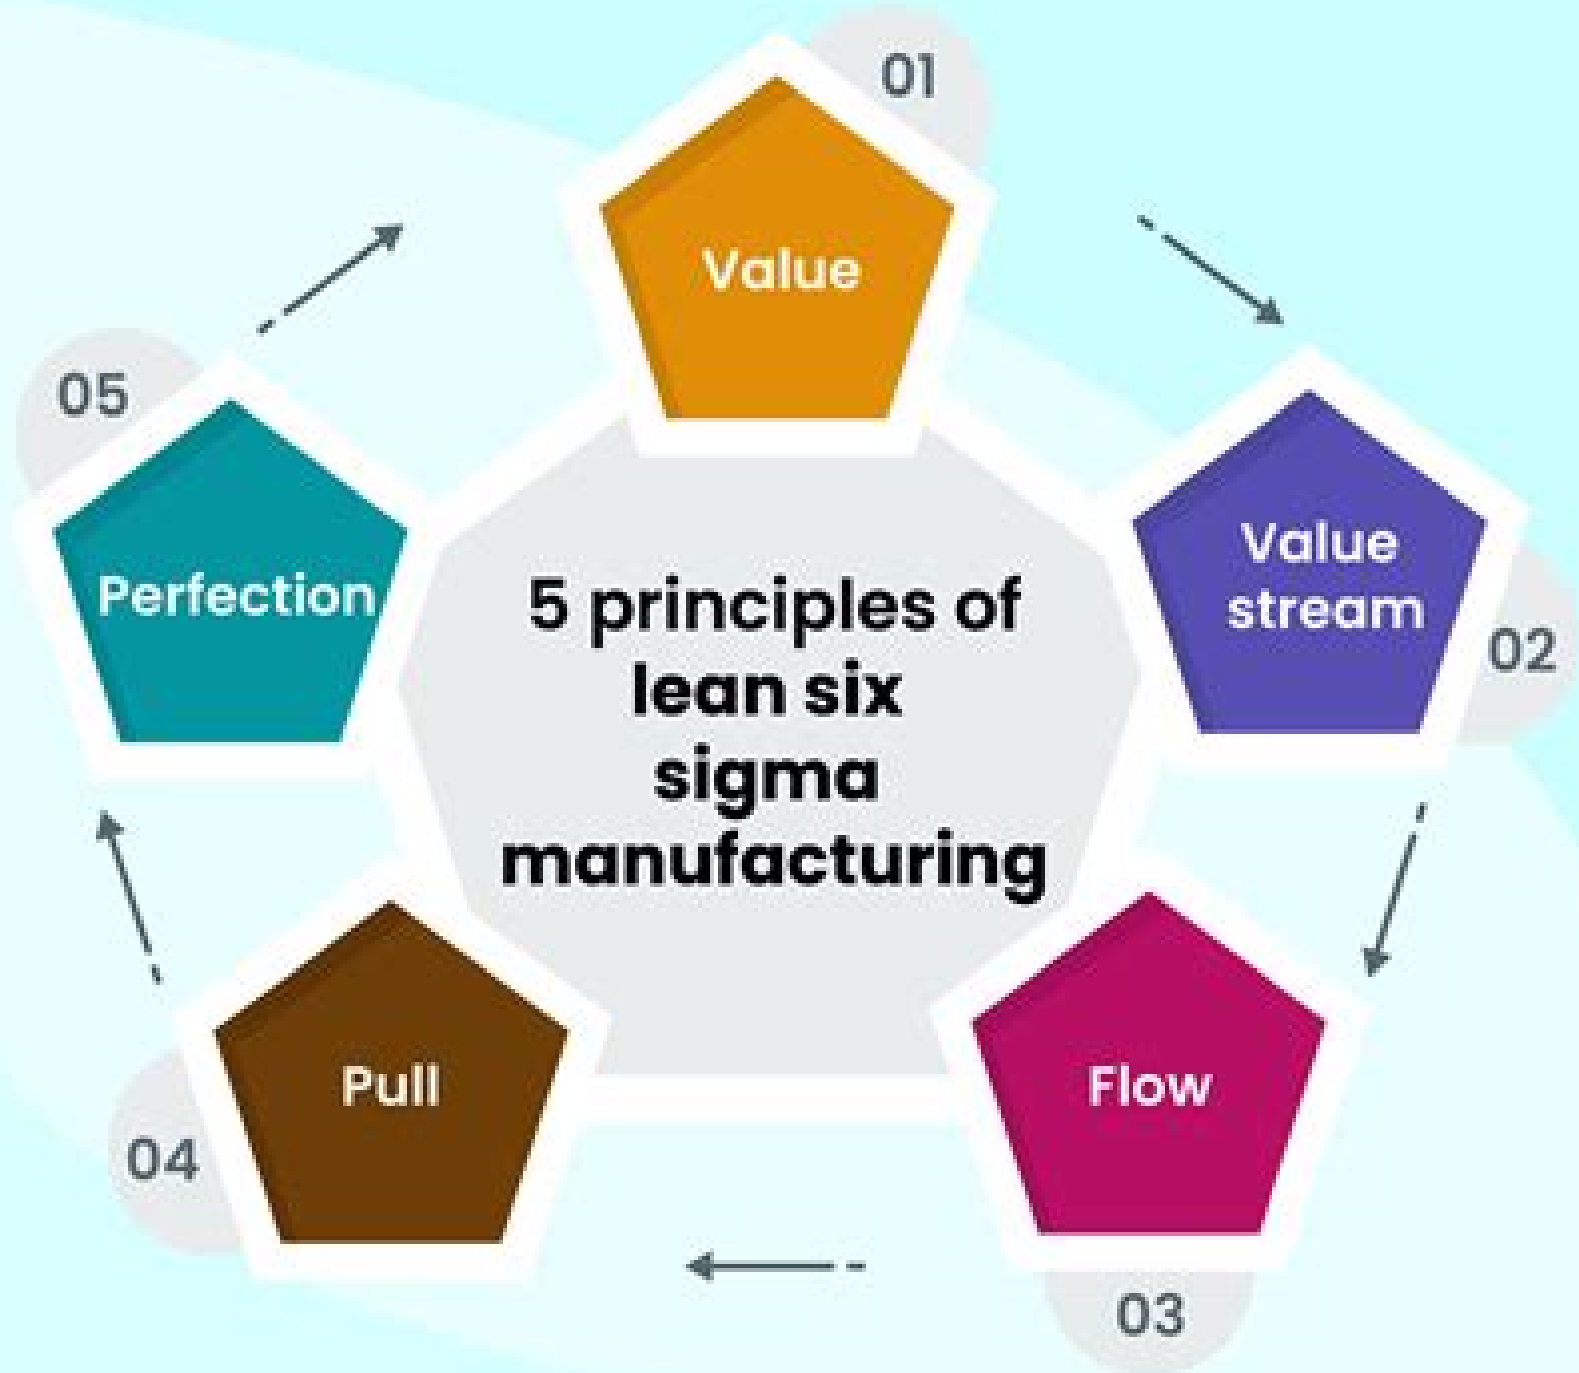 5 principles of
lean six
sigma
manufacturing
01
Value
02
Value
stream
03
Flow
04
Pull
05
Perfection